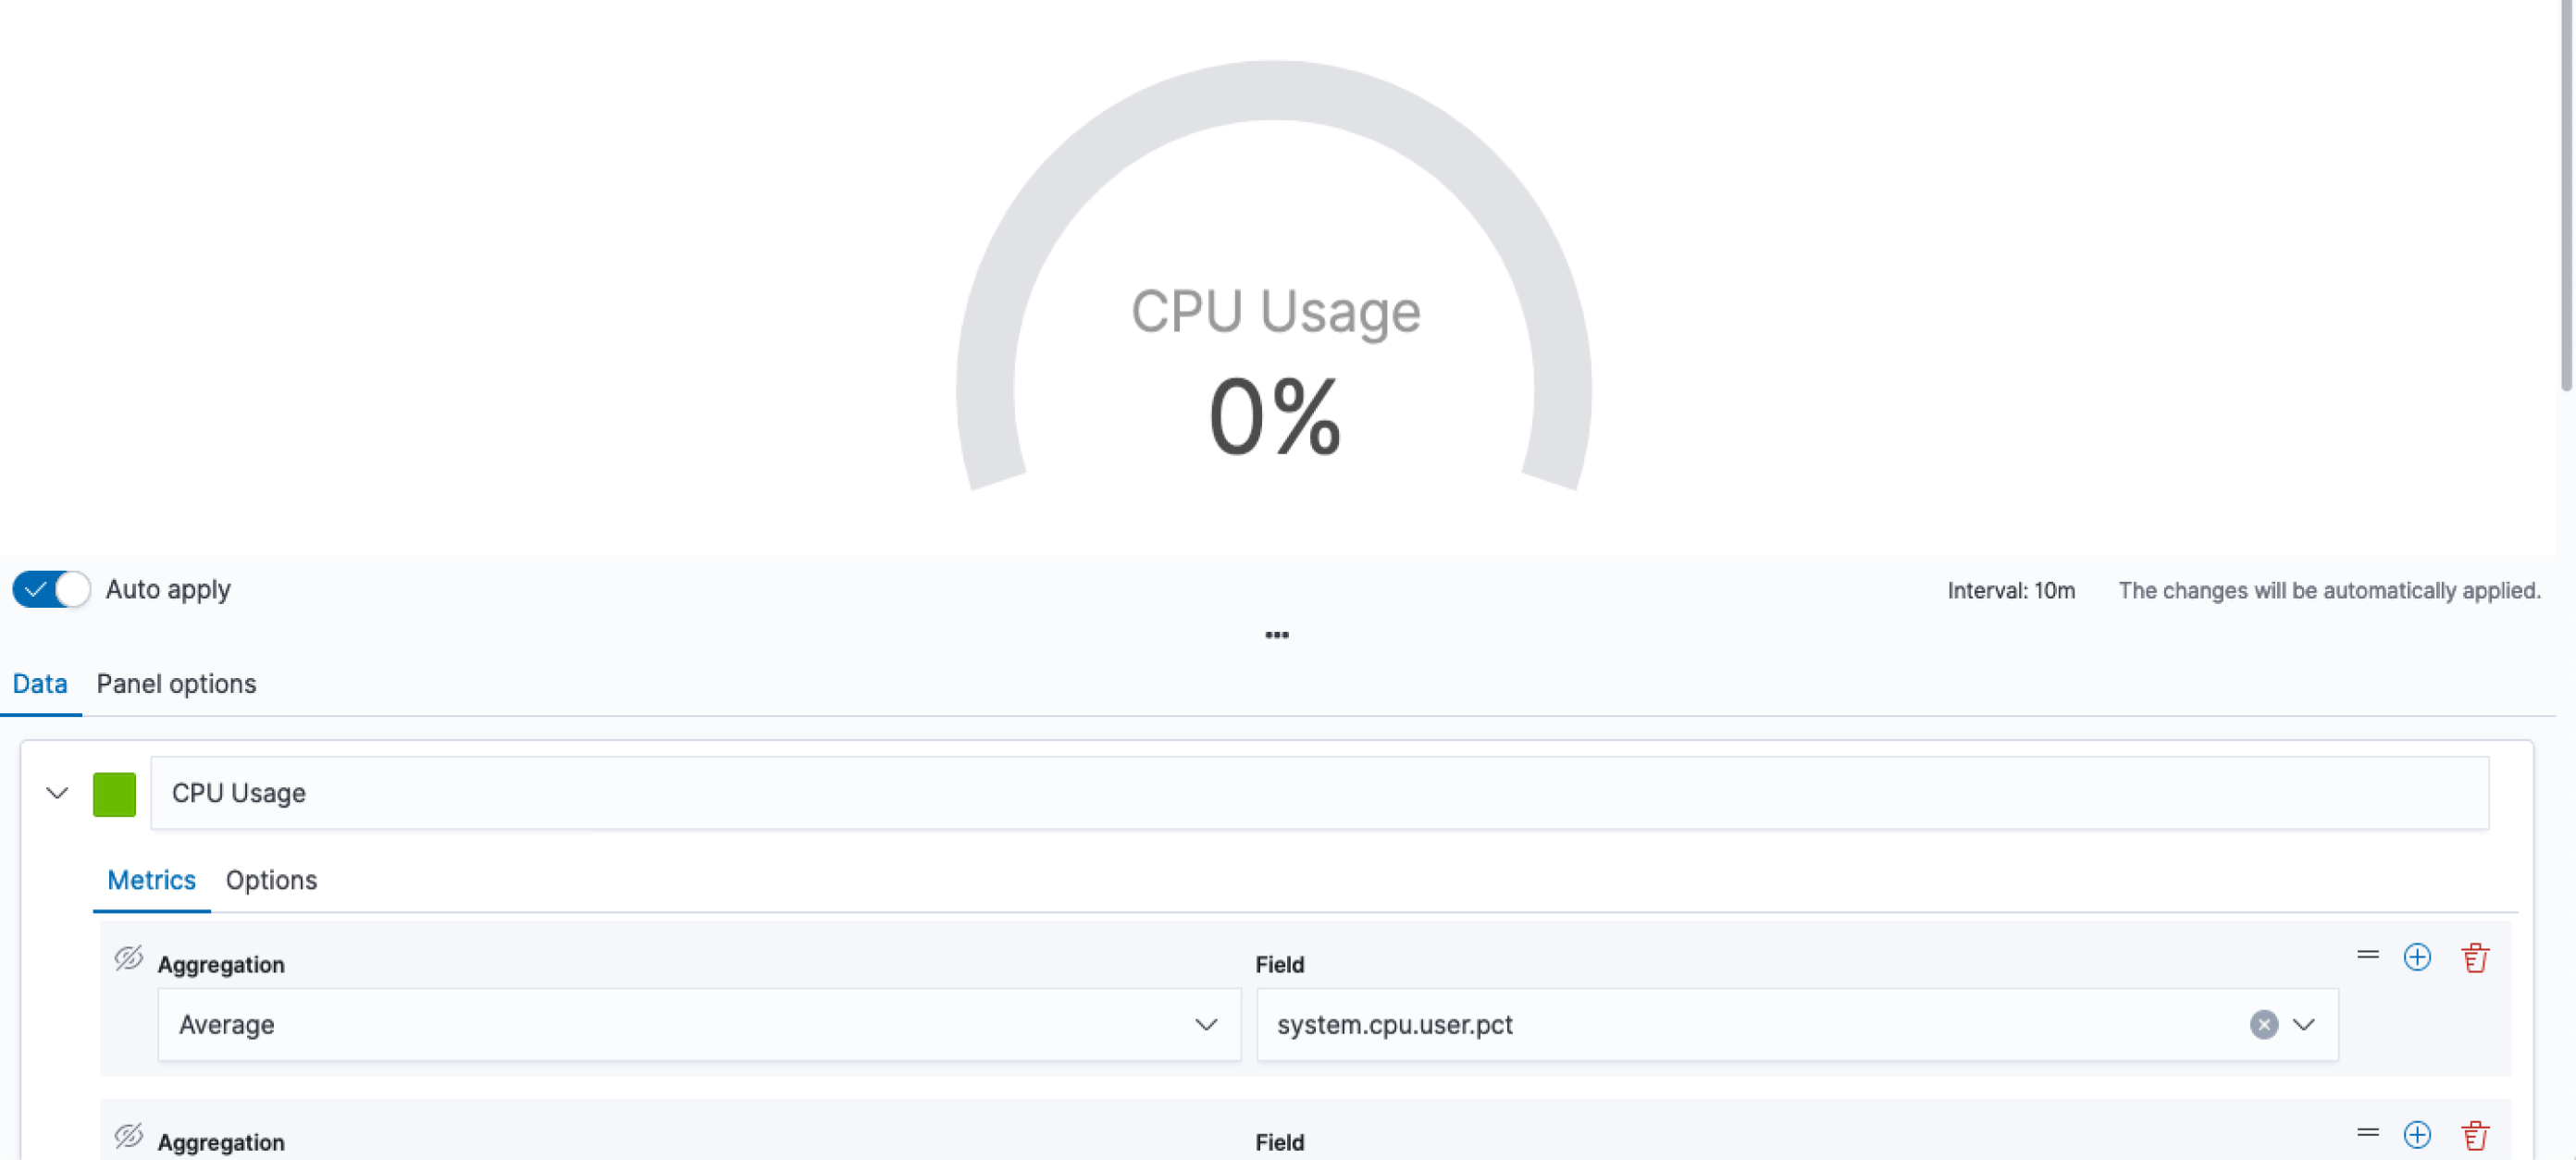 CPU Usage
0%
Auto apply
Interval: 10m The changes will be automatically applied.
Data Panel options
CPU Usage
Metrics Options
Aggregation Field
Average system.cpu.user.pct
Aggregation Field